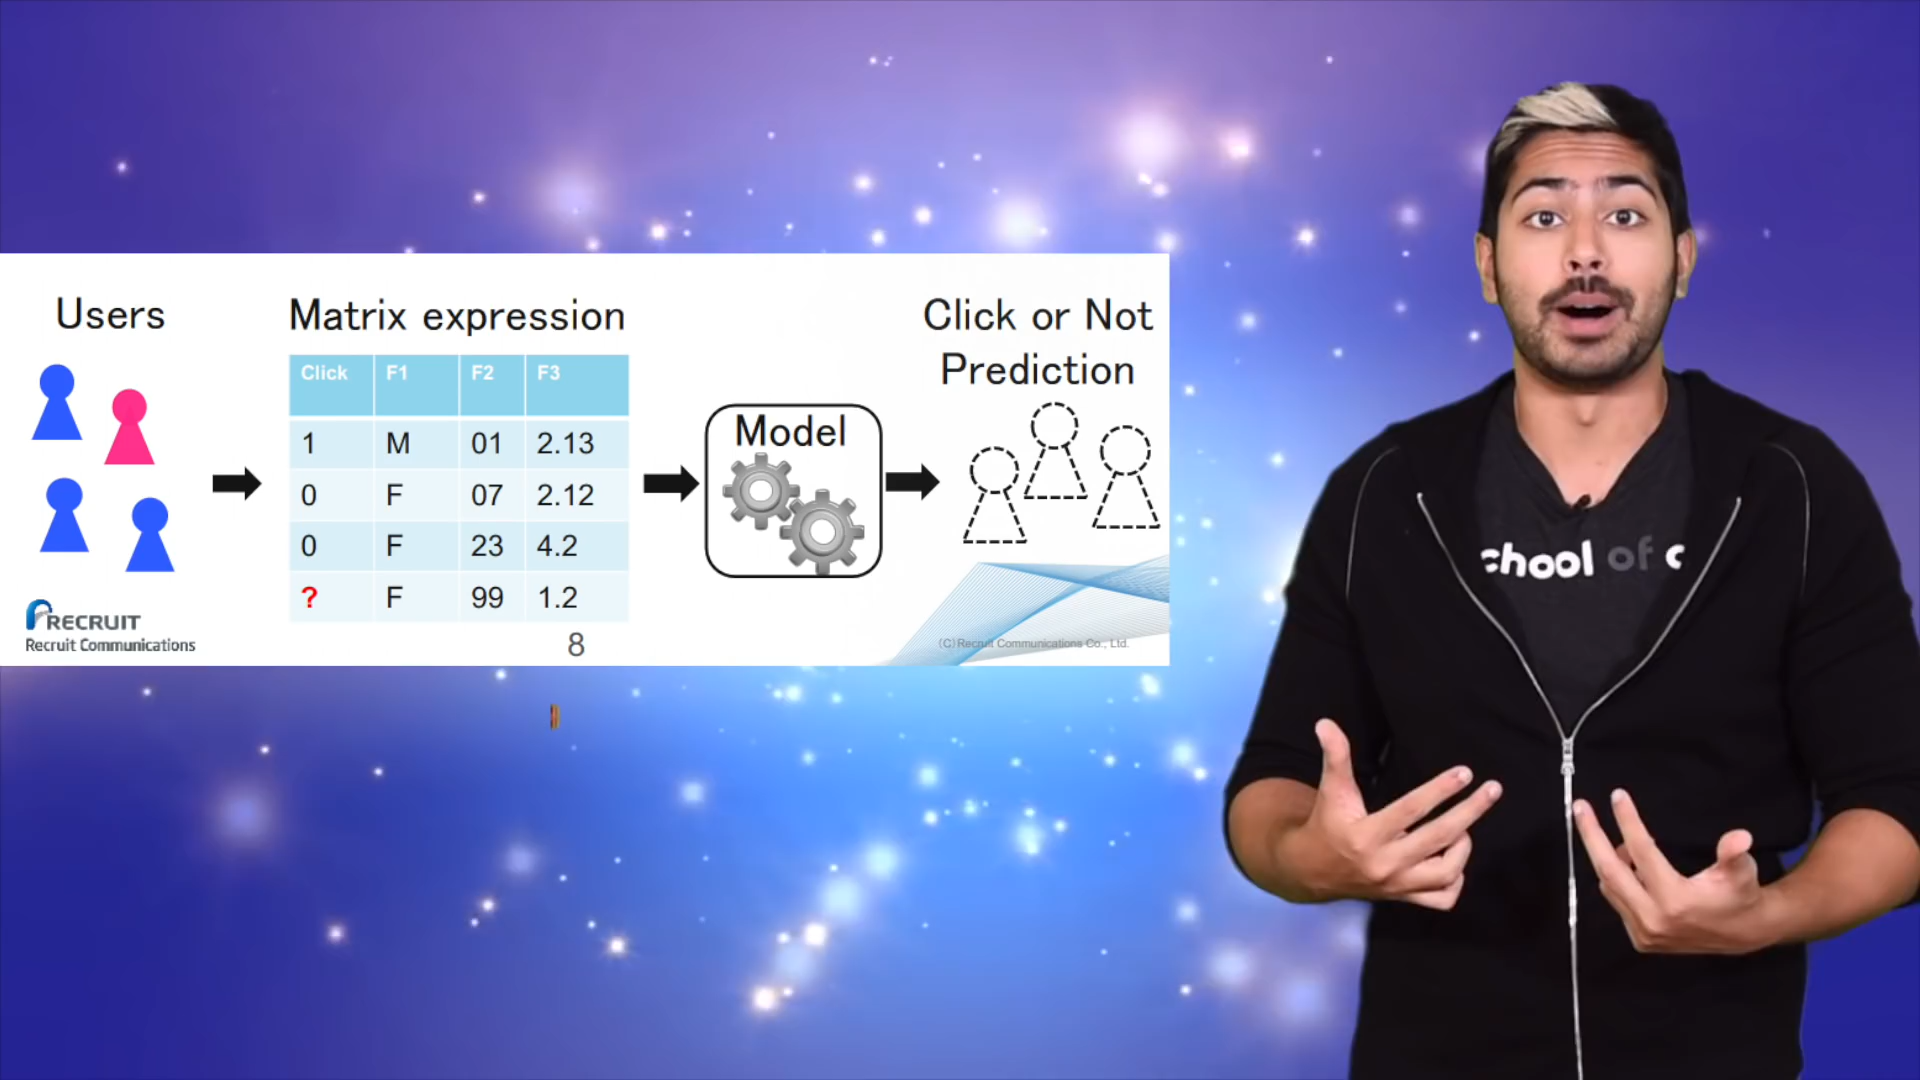 Users
Matrix expression
Click or Not
Prediction
Click F1 F2 F3
1 M 01 2.13
0 F 07 2.12
0 F 23 4.2
? F 99 1.2
Model
RECRUIT
Recruit Communications
8
(C)Recruit Communications Co., Ltd.
chool of c